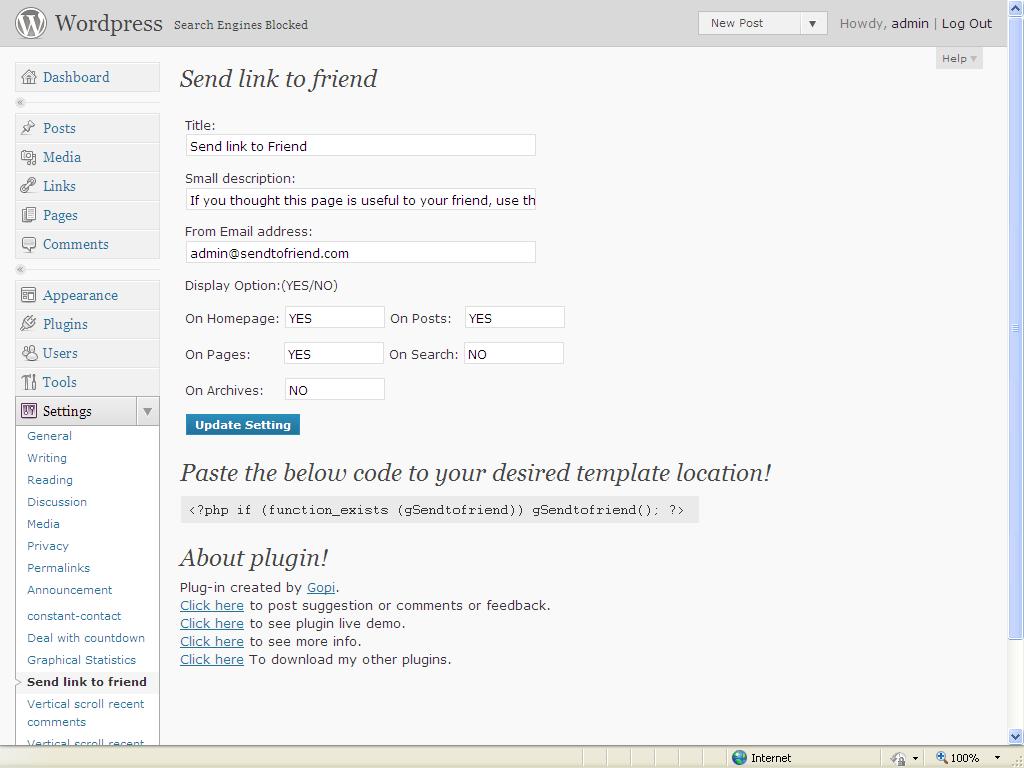 Wordpress Search Engines Blocked
New Post
Howdy, admin | Log Out
Help
Dashboard
Posts
Media
Links
Pages
Comments
Appearance
Plugins
Users
Tools
Settings
General
Writing
Reading
Discussion
Media
Privacy
Permalinks
Announcement
constant-contact
Deal with countdown
Graphical Statistics
Send link to friend
Vertical scroll recent
comments
Vertical scroll recent
Send link to friend
Title:
Send link to Friend
Small description:
If you thought this page is useful to your friend, use th
From Email address:
admin@sendtofriend.com
Display Option:(YES/NO)
On Homepage: YES On Posts: YES
On Pages: YES On Search: NO
On Archives: NO
Update Setting
Paste the below code to your desired template location!
<?php if (function_exists (gSendtofriend)) gSendtofriend(); ?>
About plugin!
Plug-in created by Gopi.
Click here to post suggestion or comments or feedback.
Click here to see plugin live demo.
Click here to see more info.
Click here To download my other plugins.
Internet
100%